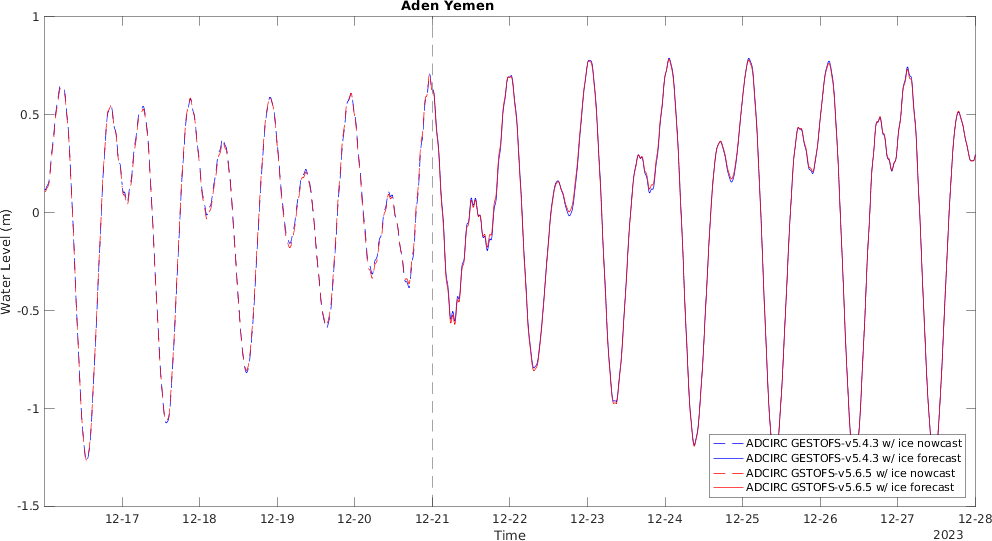 Aden Yemen
1
0.5
0
-0.5
-1
-1.5
Water Level (m)
ADCIRC GESTOFS-v5.4.3 w/ ice nowcast
ADCIRC GESTOFS-v5.4.3 w/ ice forecast
ADCIRC GSTOFS-v5.6.5 w/ ice nowcast
ADCIRC GSTOFS-v5.6.5 w/ ice forecast
12-17 12-18 12-19 12-20 12-21 12-22 12-23 12-24 12-25 12-26 12-27 12-28
Time
2023